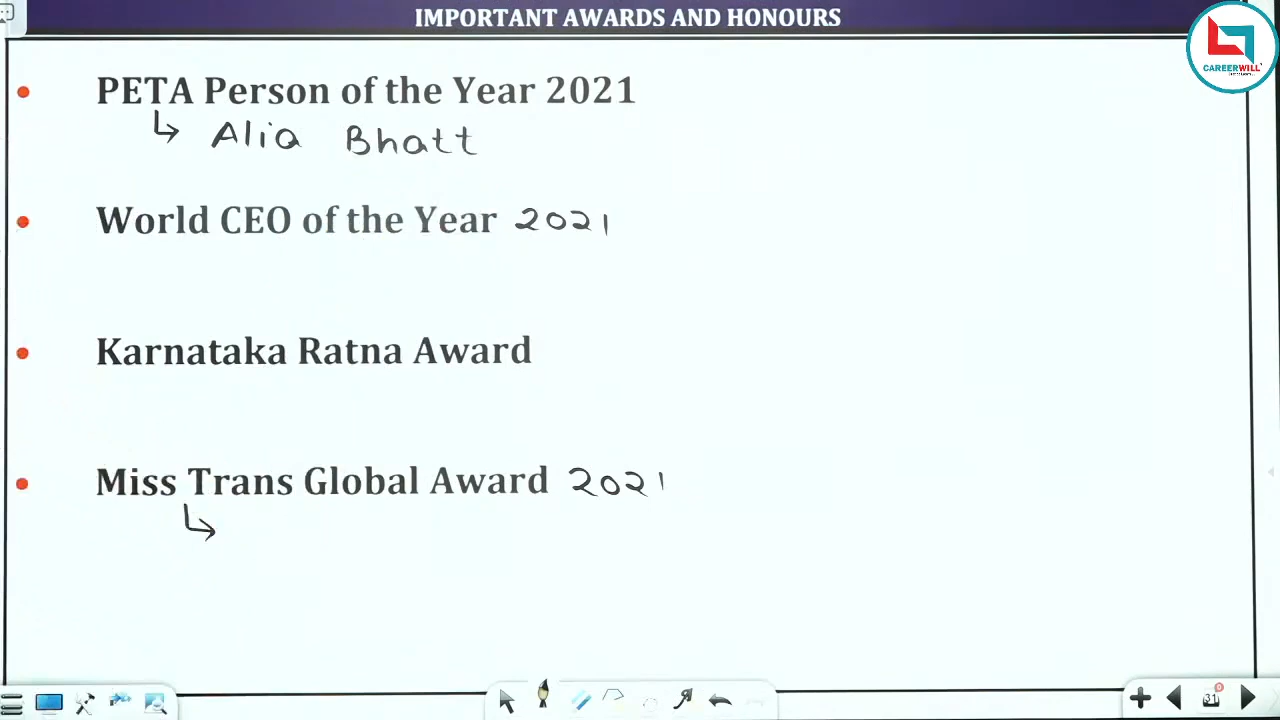 IMPORTANT AWARDS AND HONOURS
CAREERWILL
PETA Person of the Year 2021
Alia Bhatt
World CEO of the Year 2021
Karnataka Ratna Award
Miss Trans Global Award 2021
31